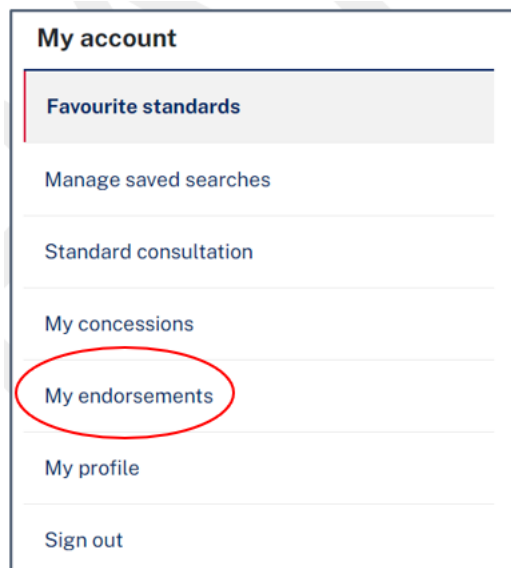 My account
Favourite standards
Manage saved searches
Standard consultation
My concessions
My endorsements
My profile
Sign out